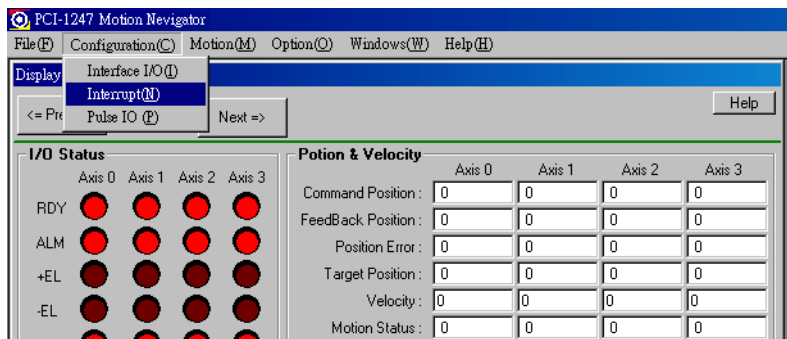 PCI-1247 Motion Nevigator
File(F) Configuration(C) Motion(M) Option(O) Windows(W) Help(H)
Interface I/O(I)
Display
Interrupt(N)
<= Pre
Pulse IO (P)
Next =>
Help
I/O Status
Potion & Velocity
Axis 0 Axis 1 Axis 2 Axis 3
Axis 0 Axis 1 Axis 2 Axis 3
RDY
Command Position : 0 0 0 0
FeedBack Position : 0 0 0 0
ALM
Position Error : 0 0 0 0
+EL
Target Position : 0 0 0 0
Velocity : 0 0 0 0
-EL
Motion Status : 0 0 0 0